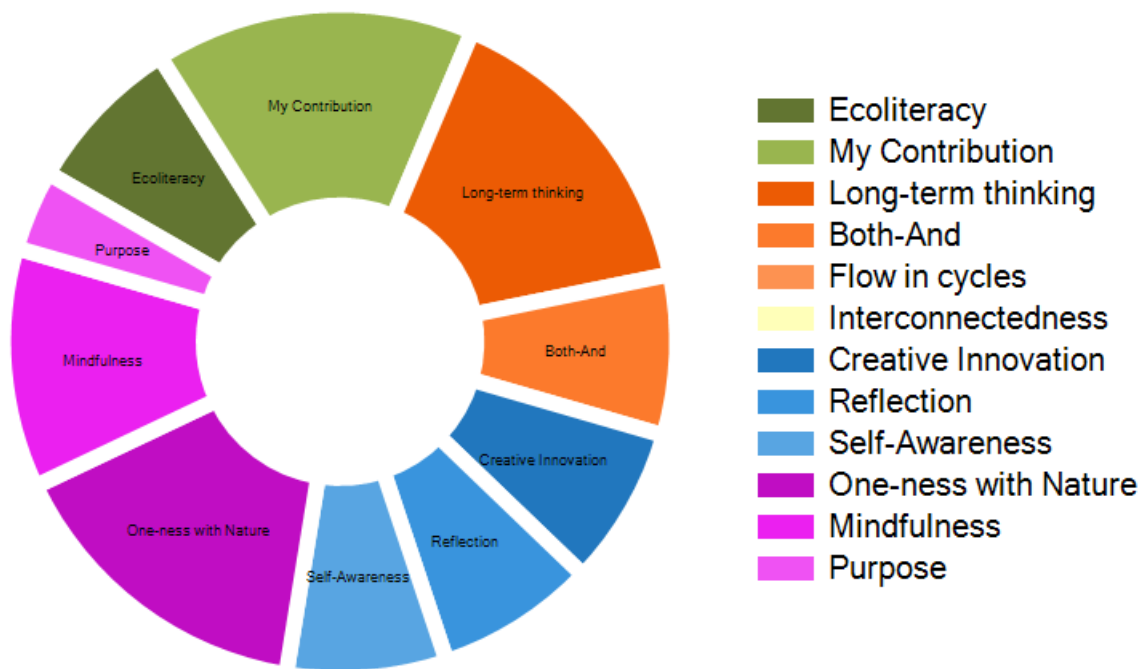 My Contribution
Long-term thinking
Ecoliteracy
Purpose
Both-And
Mindfulness
Creative Innovation
One-ness with Nature
Reflection
Self-Awareness
Ecoliteracy
My Contribution
Long-term thinking
Both-And
Flow in cycles
Interconnectedness
Creative Innovation
Reflection
Self-Awareness
One-ness with Nature
Mindfulness
Purpose